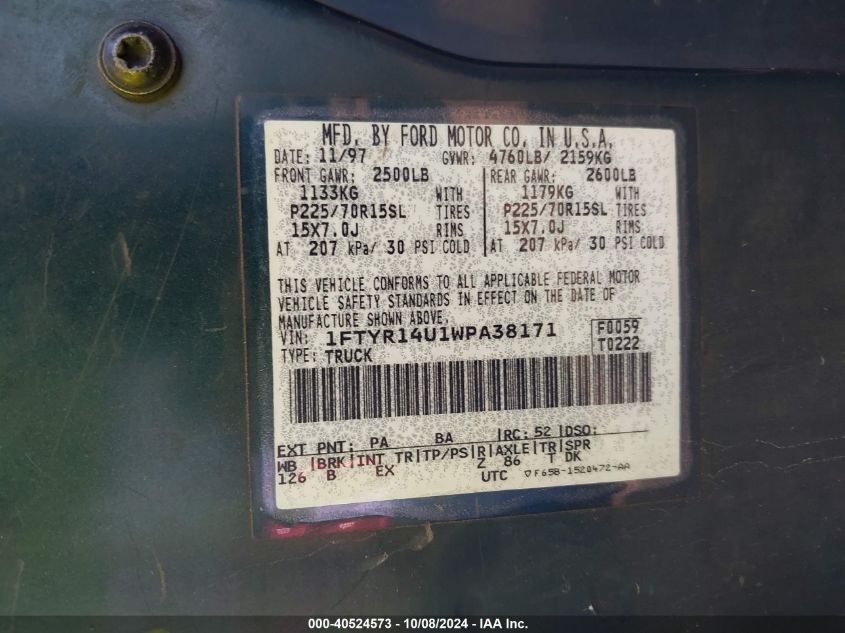 MFD. BY FORD MOTOR CO. IN U.S.A.
DATE: 11/97 GVWR: 4760LB/ 2159KG
FRONT GAWR: 2500LB REAR GAWR: 2600LB
1133KG WITH 1179KG WITH
P225/70R15SL TIRES P225/70R15SL TIRES
15X7.0J RIMS 15X7.0J RIMS
AT 207 kPa/ 30 PSI COLD AT 207 kPa/ 30 PSI COLD
THIS VEHICLE CONFORMS TO ALL APPLICABLE FEDERAL MOTOR
VEHICLE SAFETY STANDARDS IN EFFECT ON THE DATE OF
MANUFACTURE SHOWN ABOVE.
VIN: 1FTYR14U1WPA38171 F0059
TYPE: TRUCK T0222
EXT PNT: PA BA RC: 52 DSO:
WB BRK INT TR TP/PS R AXLE TR SPR
126 B EX Z 86 T DK
UTC F65B-1520472-AA
000-40524573 - 10/08/2024 - IAA Inc.